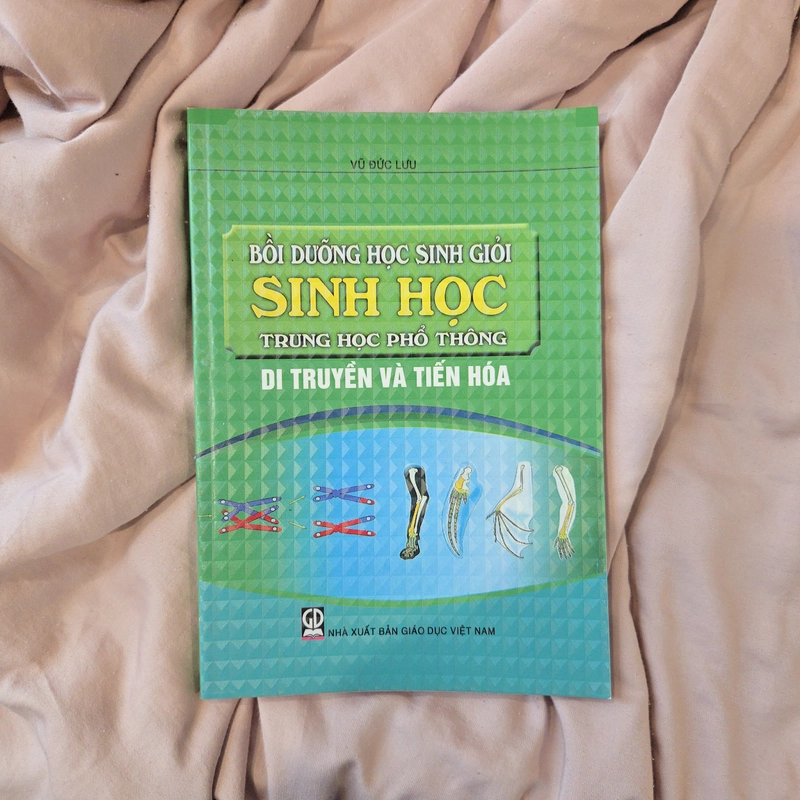 VŨ ĐỨC LƯU
BỒI DƯỠNG HỌC SINH GIỎI
SINH HỌC
TRUNG HỌC PHỔ THÔNG
DI TRUYỀN VÀ TIẾN HÓA
GD
NHÀ XUẤT BẢN GIÁO DỤC VIỆT NAM